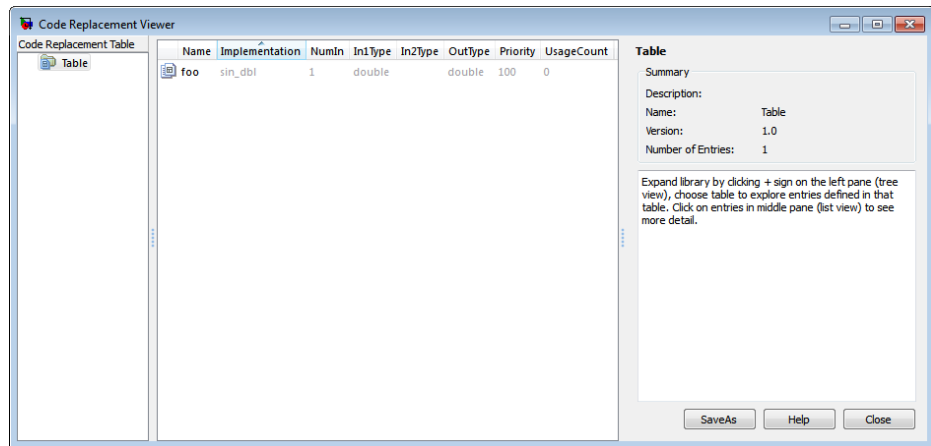 Code Replacement Viewer
Code Replacement Table
Table
Name Implementation NumIn In1Type In2Type OutType Priority UsageCount
foo sin_dbl 1 double double 100 0
Table
Summary
Description:
Name: Table
Version: 1.0
Number of Entries: 1
Expand library by clicking + sign on the left pane (tree
view), choose table to explore entries defined in that
table. Click on entries in middle pane (list view) to see
more detail.
SaveAs Help Close